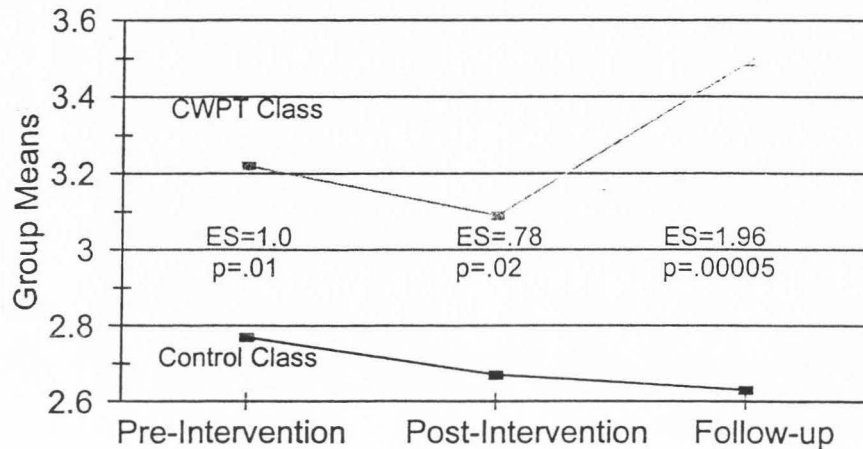 3.6
3.4
CWPT Class
3.2
ES=1.0 ES=.78 ES=1.96
3
p=.01 p=.02 p=.00005
2.8
Control Class
2.6
Group Means
Pre-Intervention Post-Intervention Follow-up